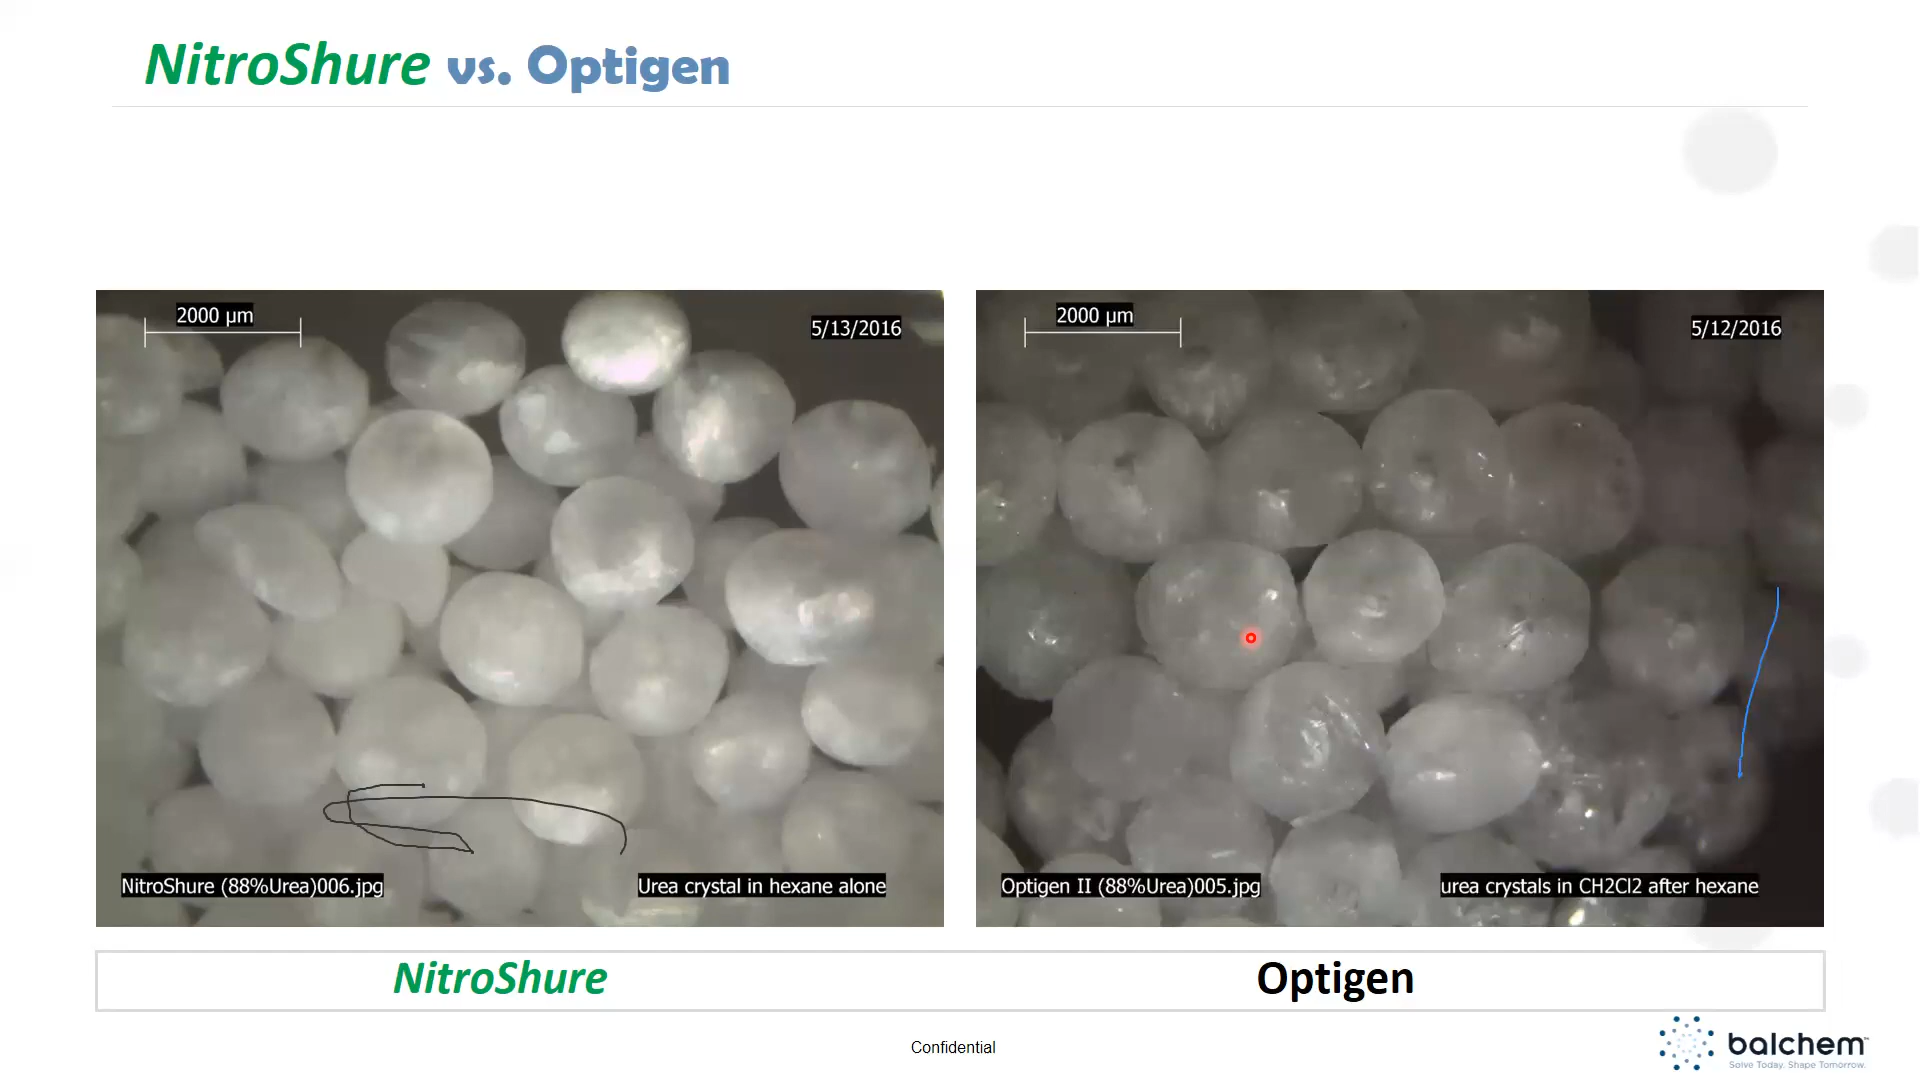 NitroShure vs. Optigen
2000 µm
5/13/2016
NitroShure (88%Urea)006.jpg
Urea crystal in hexane alone
2000 µm
5/12/2016
Optigen II (88%Urea)005.jpg
urea crystals in CH2Cl2 after hexane
NitroShure
Optigen
Confidential
balchem™
Solve Today. Shape Tomorrow.